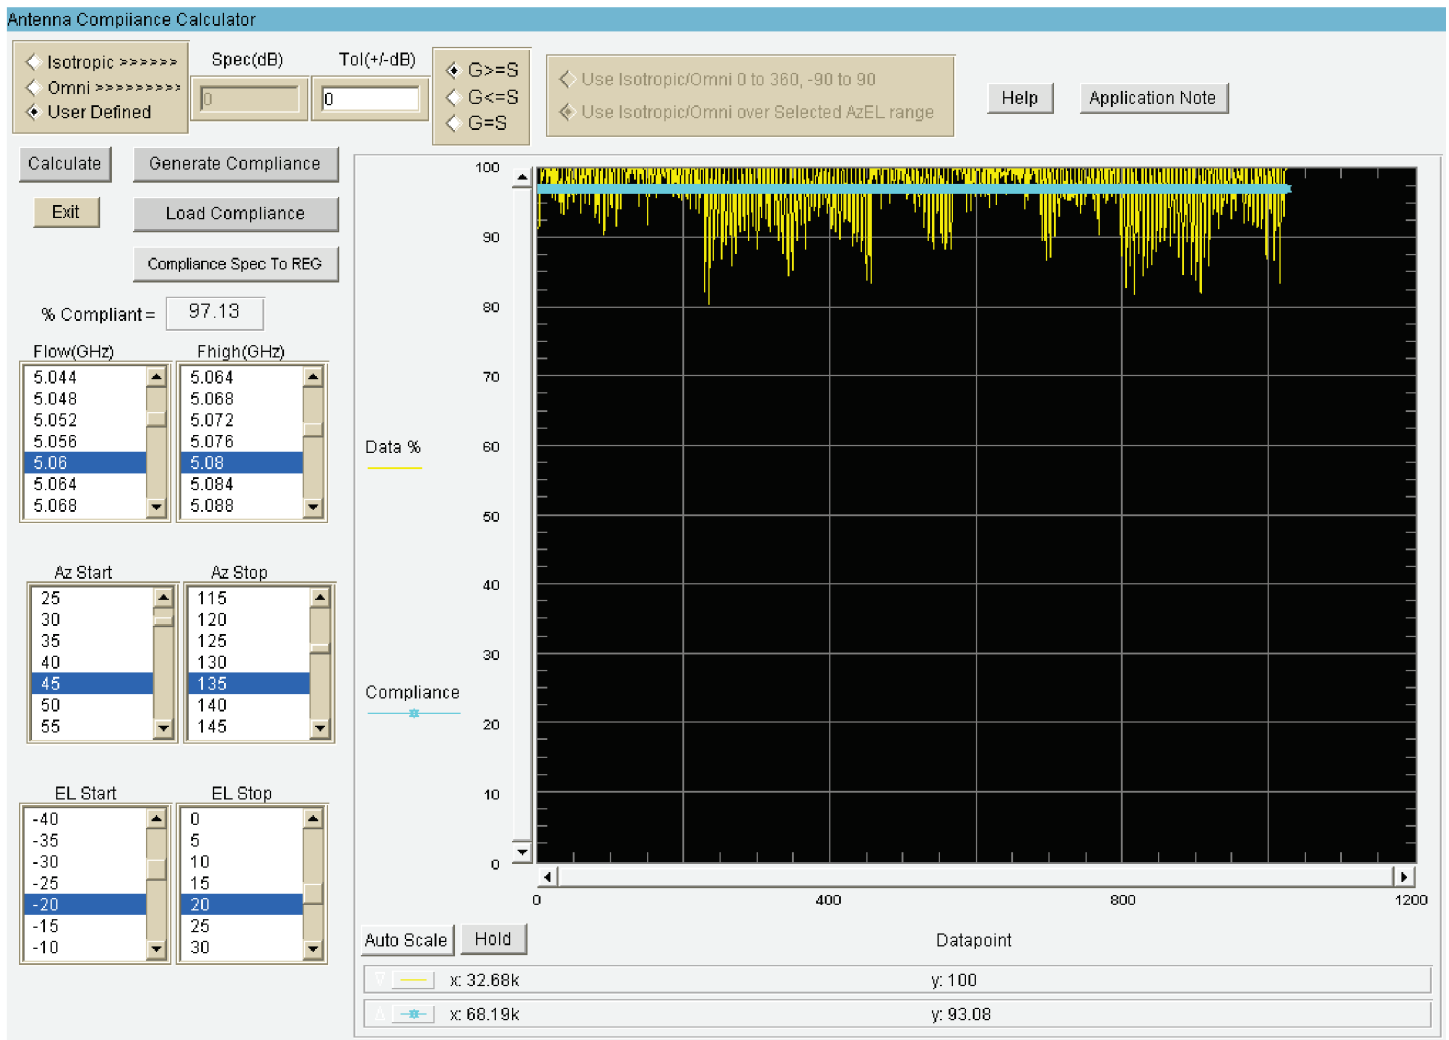 Antenna Compiiance Calculator
Isotropic >>>>>>
Omni >>>>>>>>>
User Defined
Spec(dB)
0
Tol(+/-dB)
0
G>=S
G<=S
G=S
Use Isotropic/Omni 0 to 360, -90 to 90
Use Isotropic/Omni over Selected AzEL range
Help
Application Note
Calculate
Generate Compliance
Exit
Load Compliance
Compliance Spec To REG
% Compliant =
97.13
Flow(GHz)
5.044
5.048
5.052
5.056
5.06
5.064
5.068
Fhigh(GHz)
5.064
5.068
5.072
5.076
5.08
5.084
5.088
Az Start
25
30
35
40
45
50
55
Az Stop
115
120
125
130
135
140
145
EL Start
-40
-35
-30
-25
-20
-15
-10
EL Stop
0
5
10
15
20
25
30
Data %
Compliance
100
90
80
70
60
50
40
30
20
10
0
0
400
800
1200
Auto Scale
Hold
Datapoint
x: 32.68k
y: 100
x: 68.19k
y: 93.08